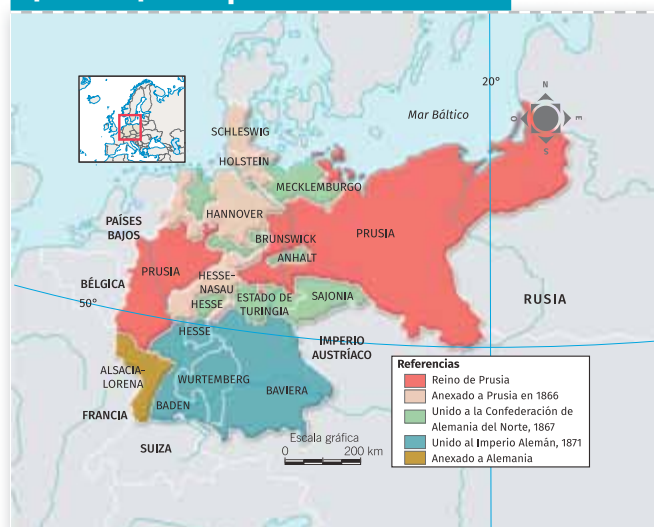 20°
N
O
E
S
Mar Báltico
SCHLESWIG
HOLSTEIN
MECKLEMBURGO
HANNOVER
PAÍSES
BAJOS
BRUNSWICK
PRUSIA
ANHALT
PRUSIA
HESSE-
NASAU
BÉLGICA
50°
HESSE
ESTADO DE
TURINGIA
SAJONIA
RUSIA
HESSE
IMPERIO
AUSTRÍACO
ALSACIA-
LORENA
WURTEMBERG
BAVIERA
BADEN
FRANCIA
SUIZA
Escala gráfica
0 200 km
Referencias
Reino de Prusia
Anexado a Prusia en 1866
Unido a la Confederación de
Alemania del Norte, 1867
Unido al Imperio Alemán, 1871
Anexado a Alemania